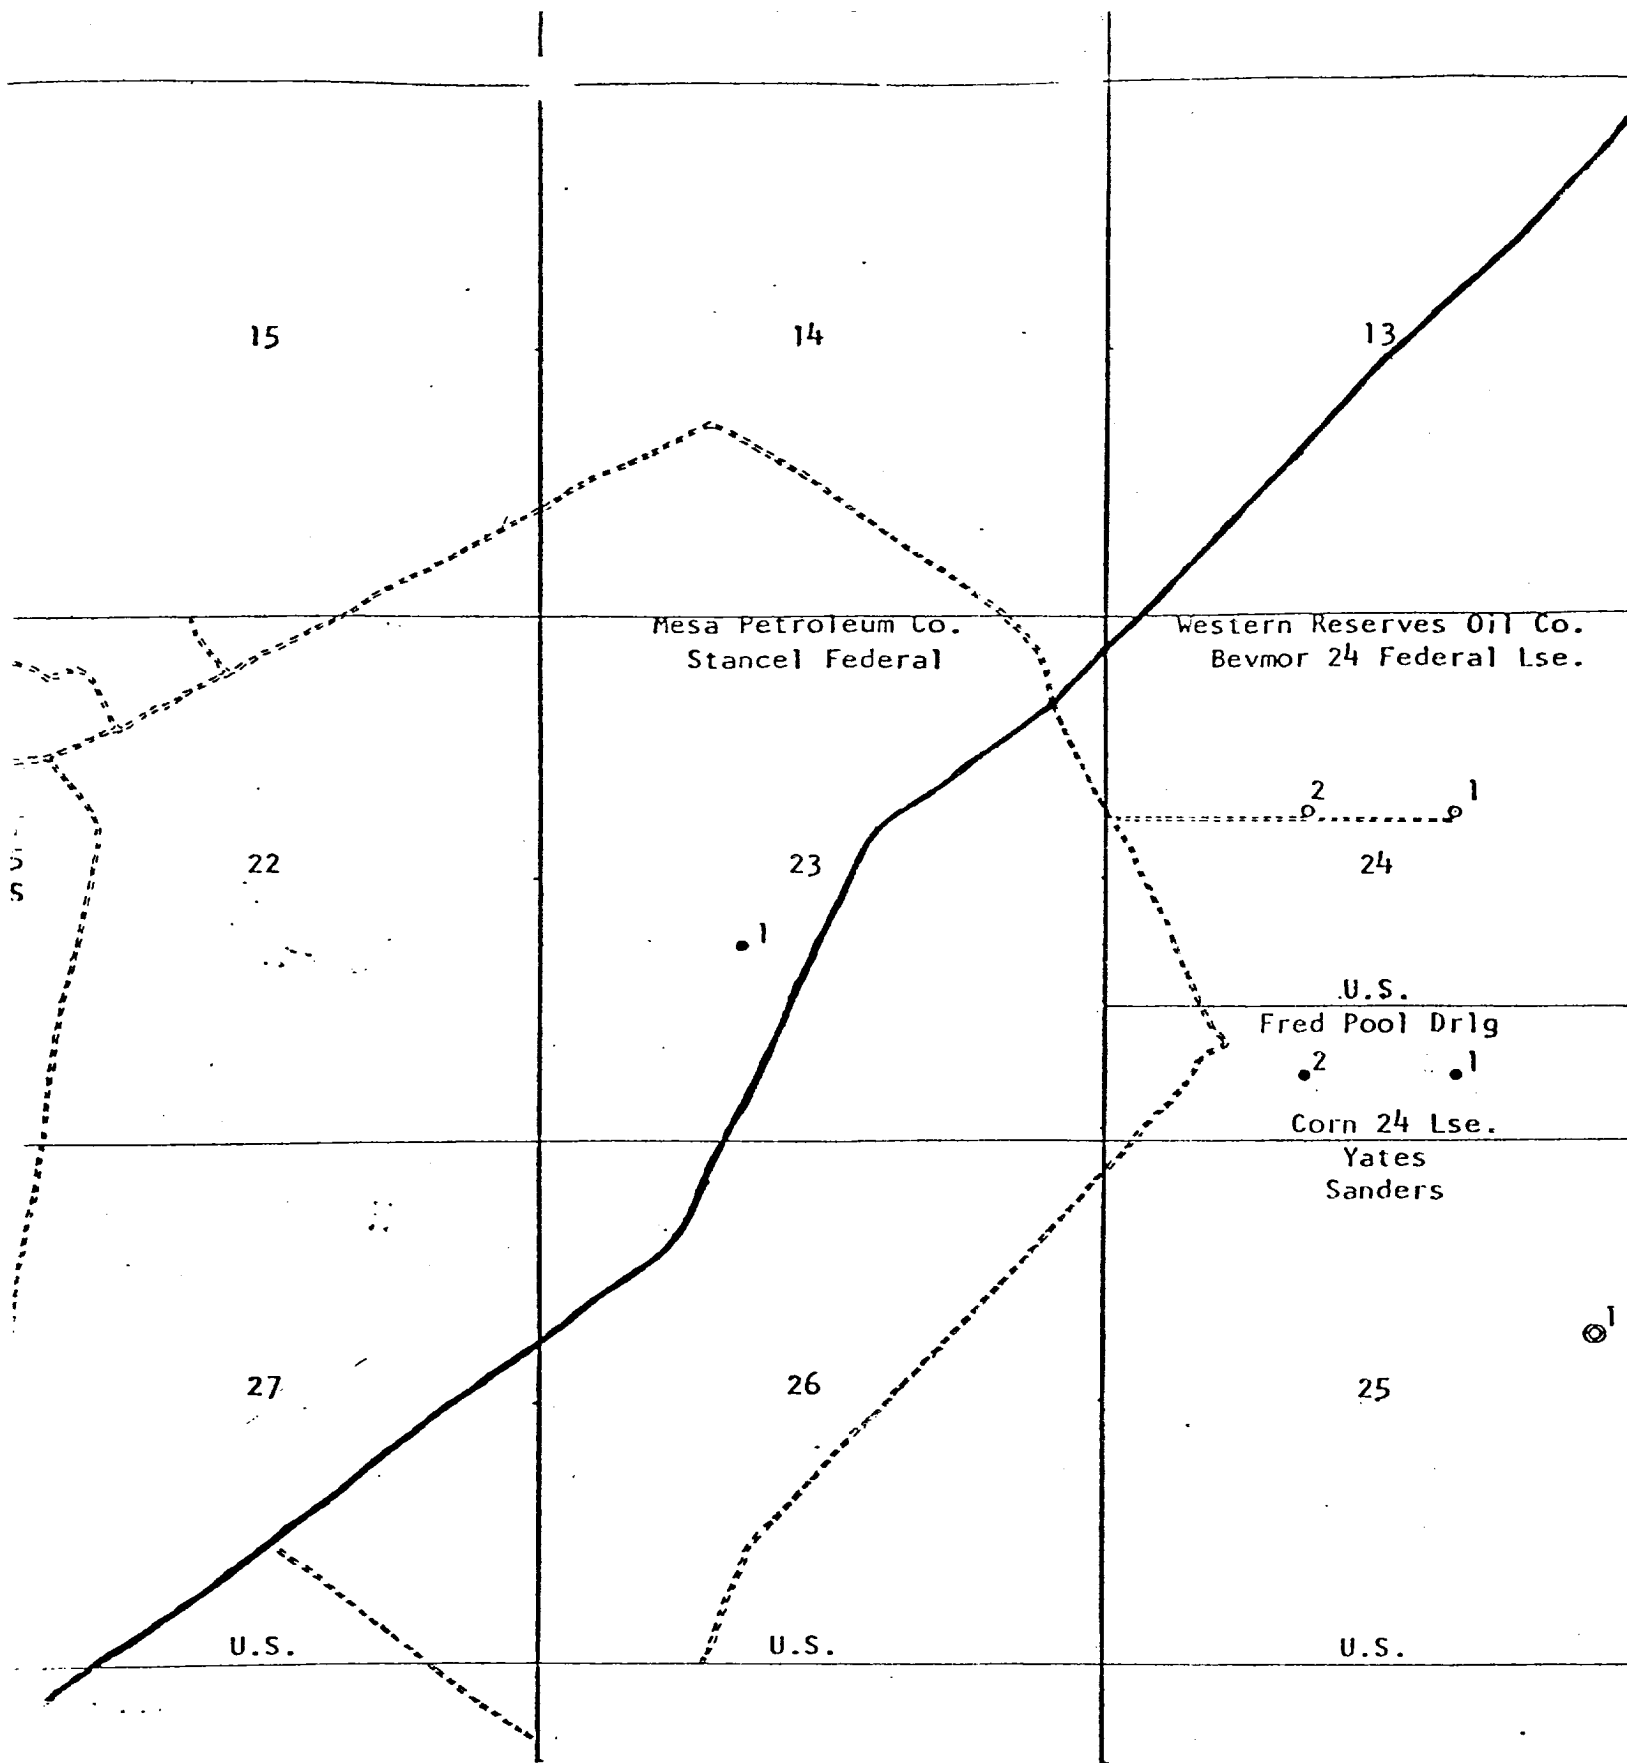 15
14
13
Mesa Petroleum Co.
Stancel Federal
Western Reserves Oil Co.
Bevmor 24 Federal Lse.
2
1
S
22
23
24
1
U.S.
Fred Pool Drlg
2
1
Corn 24 Lse.
Yates
Sanders
1
27
26
25
U.S.
U.S.
U.S.